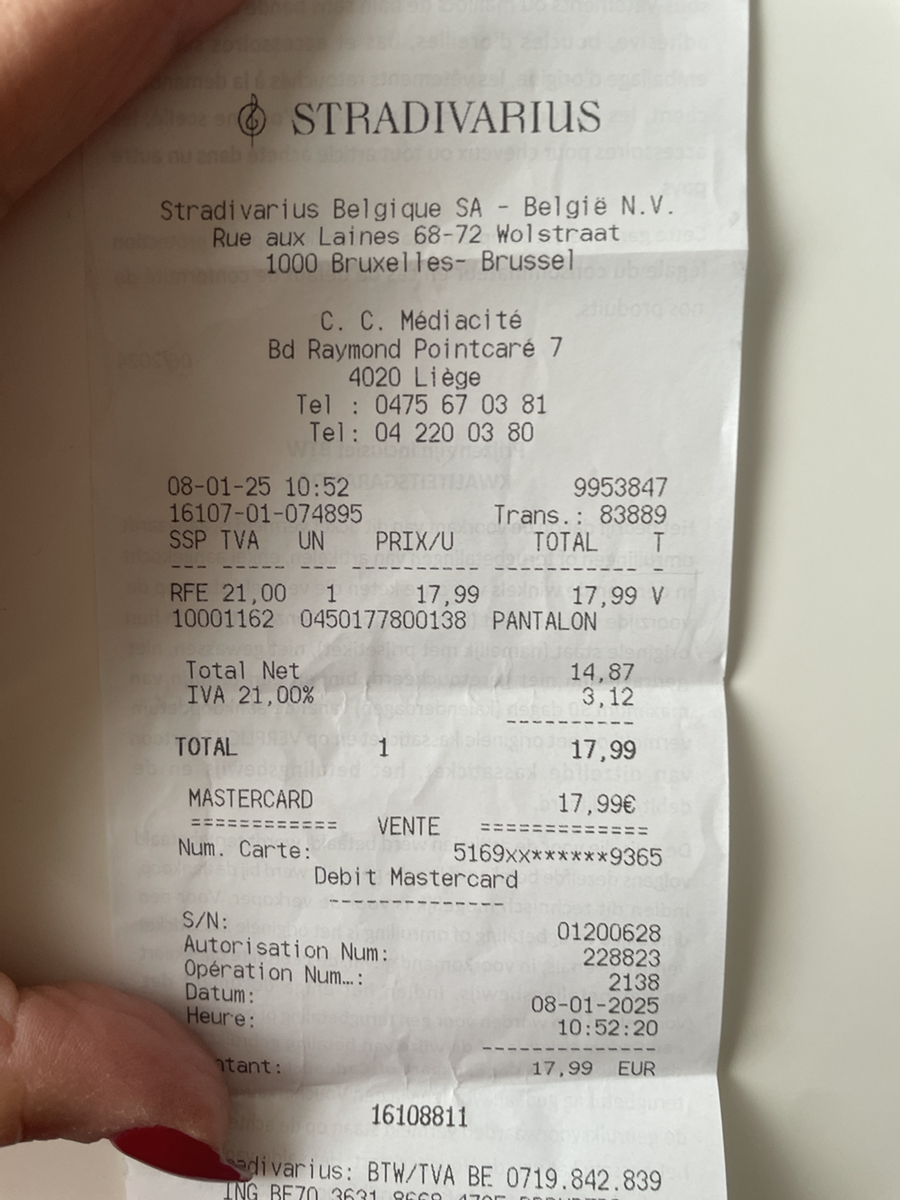 STRADIVARIUS
Stradivarius Belgique SA - België N.V.
Rue aux Laines 68-72 Wolstraat
1000 Bruxelles- Brussel
C. C. Médiacité
Bd Raymond Pointcaré 7
4020 Liège
Tel : 0475 67 03 81
Tel: 04 220 03 80
08-01-25 10:52 9953847
16107-01-074895 Trans.: 83889
SSP TVA UN PRIX/U TOTAL T
--- ----- --- --------- ----------- ---
RFE 21,00 1 17,99 17,99 V
10001162 0450177800138 PANTALON
Total Net 14,87
IVA 21,00% 3,12
----------
TOTAL 1 17,99
MASTERCARD 17,99€
============ VENTE =============
Num. Carte: 5169xx******9365
Debit Mastercard
--------------
S/N: 01200628
Autorisation Num: 228823
Opération Num…: 2138
Datum: 08-01-2025
Heure: 10:52:20
--------------
ntant: 17,99 EUR
16108811
adivarius: BTW/TVA BE 0719.842.839
ING BE70 3631